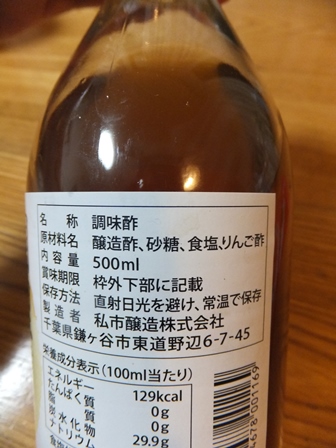 名称 調味酢
原材料名 醸造酢、砂糖、食塩、りんご酢
内容量 500ml
賞味期限 枠外下部に記載
保存方法 直射日光を避け、常温で保存
製造者 私市醸造株式会社
千葉県鎌ヶ谷市東道野辺6-7-45
栄養成分表示（100ml当たり）
エネルギー 129kcal
たんぱく質 0g
脂質 0g
炭水化物 29.9g
ナトリウム